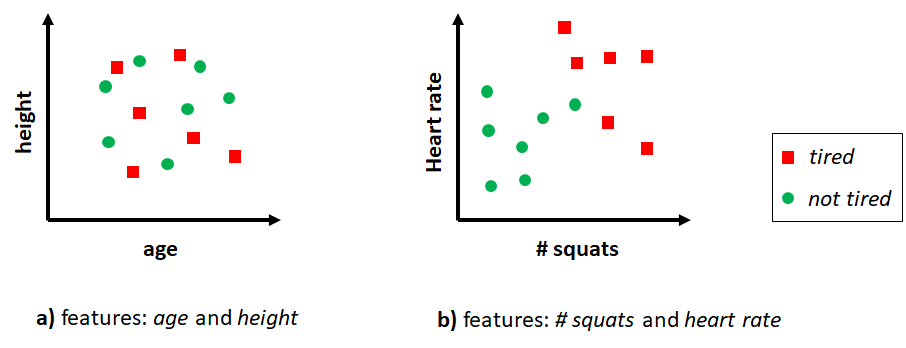 height
age
a) features: age and height
Heart rate
# squats
b) features: # squats and heart rate
tired
not tired